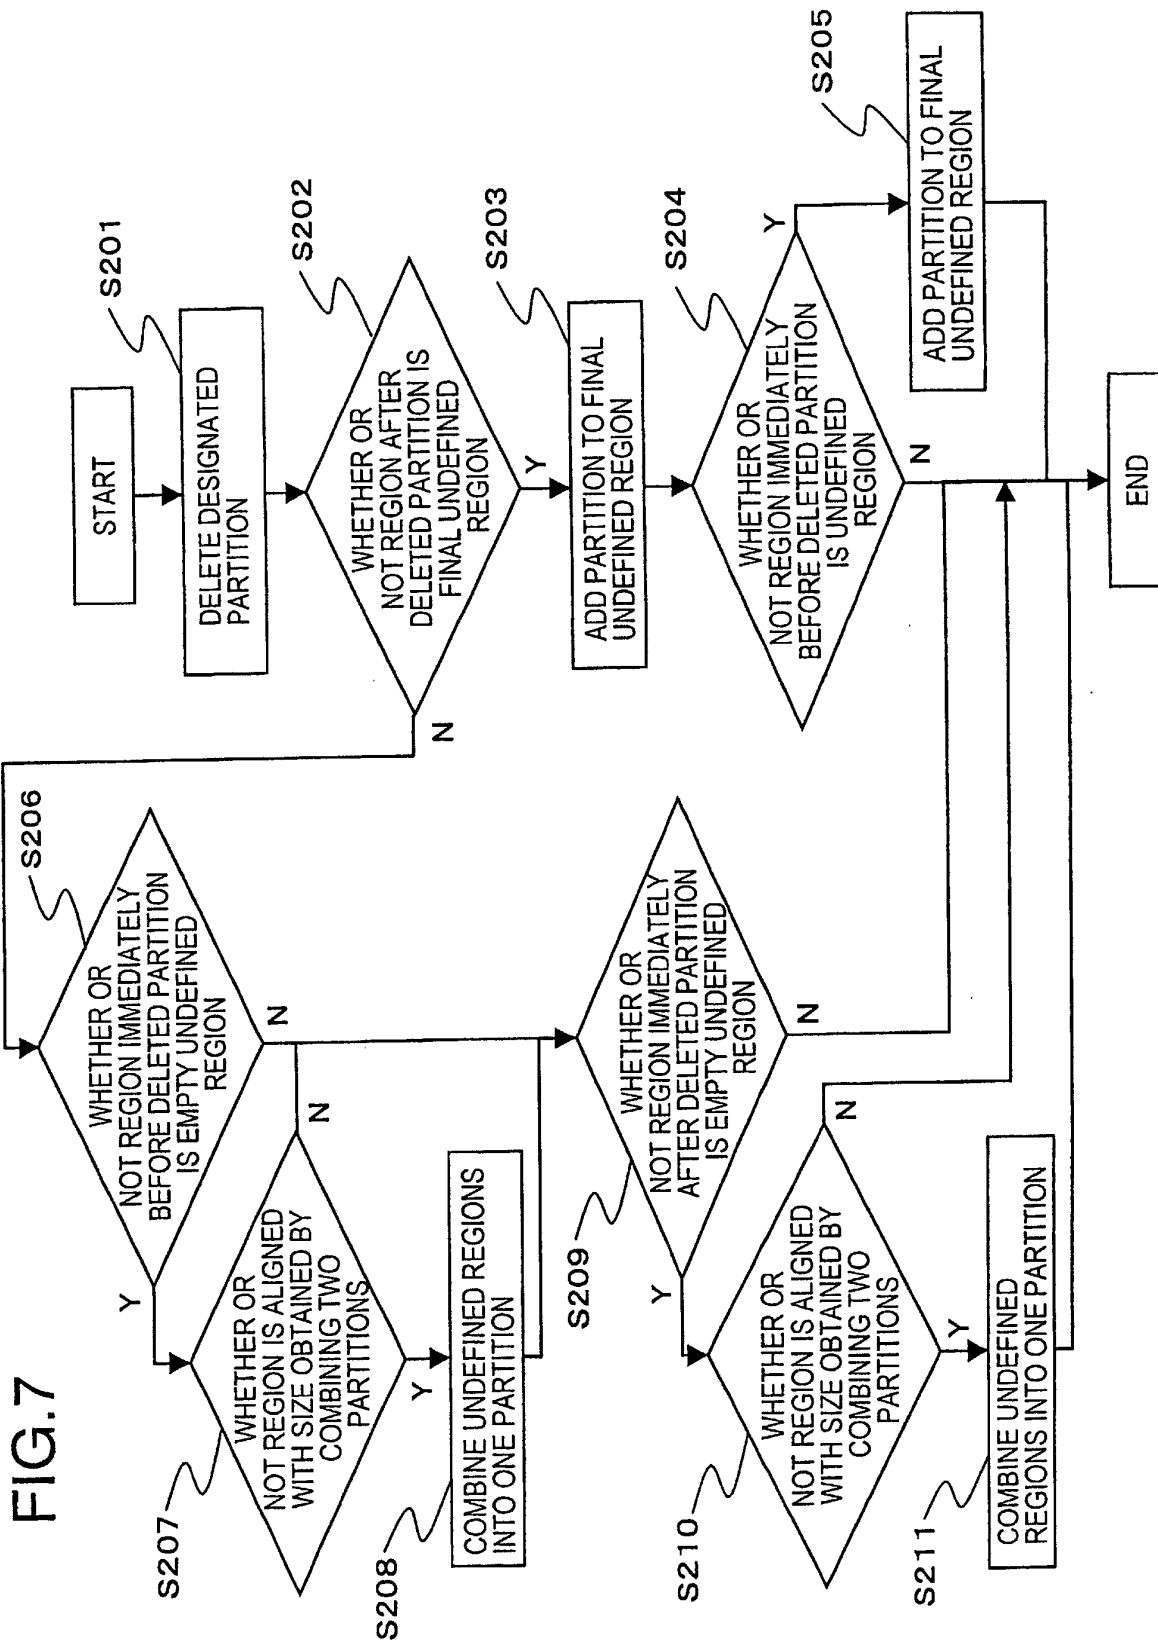 FIG.7
START
DELETE DESIGNATED
PARTITION
S201
WHETHER OR
NOT REGION AFTER
DELETED PARTITION IS
FINAL UNDEFINED
REGION
S202
N
Y
ADD PARTITION TO FINAL
UNDEFINED REGION
S203
WHETHER OR
NOT REGION IMMEDIATELY
BEFORE DELETED PARTITION
IS UNDEFINED
REGION
S204
Y
N
ADD PARTITION TO FINAL
UNDEFINED REGION
S205
END
WHETHER OR
NOT REGION IMMEDIATELY
BEFORE DELETED PARTITION
IS EMPTY UNDEFINED
REGION
S206
Y
N
WHETHER OR
NOT REGION IS ALIGNED
WITH SIZE OBTAINED BY
COMBINING TWO
PARTITIONS
S207
N
Y
COMBINE UNDEFINED REGIONS
INTO ONE PARTITION
S208
WHETHER OR
NOT REGION IMMEDIATELY
AFTER DELETED PARTITION
IS EMPTY UNDEFINED
REGION
S209
Y
N
WHETHER OR
NOT REGION IS ALIGNED
WITH SIZE OBTAINED BY
COMBINING TWO
PARTITIONS
S210
N
Y
COMBINE UNDEFINED
REGIONS INTO ONE PARTITION
S211